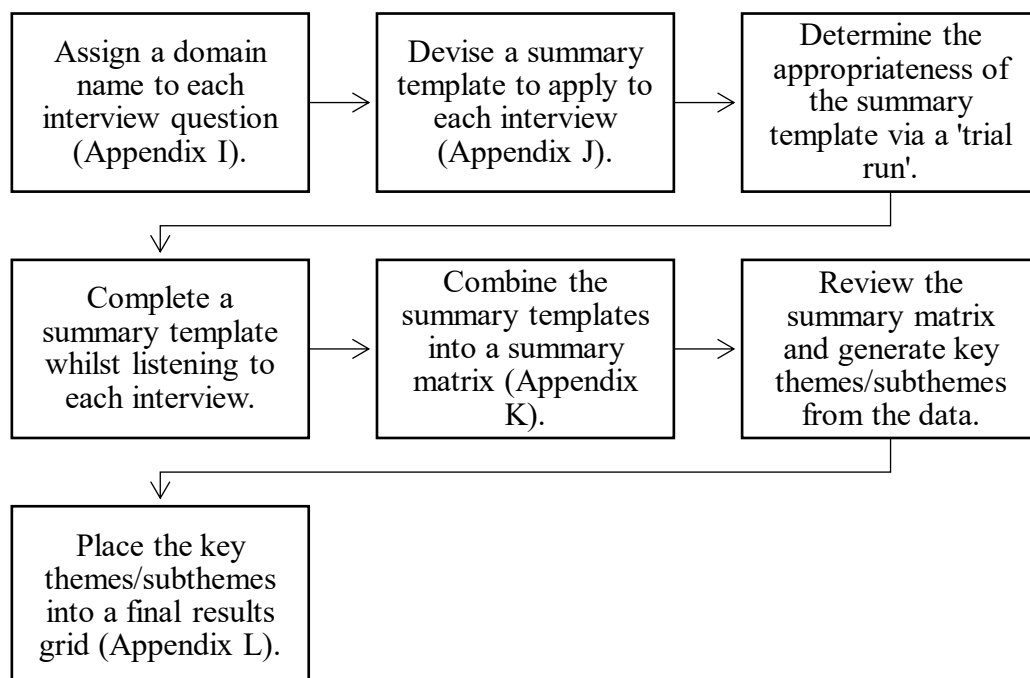 Assign a domain
name to each
interview question
(Appendix I).
Devise a summary
template to apply to
each interview
(Appendix J).
Determine the
appropriateness of
the summary
template via a 'trial
run'.
Complete a
summary template
whilst listening to
each interview.
Combine the
summary templates
into a summary
matrix (Appendix
K).
Review the
summary matrix
and generate key
themes/subthemes
from the data.
Place the key
themes/subthemes
into a final results
grid (Appendix L).